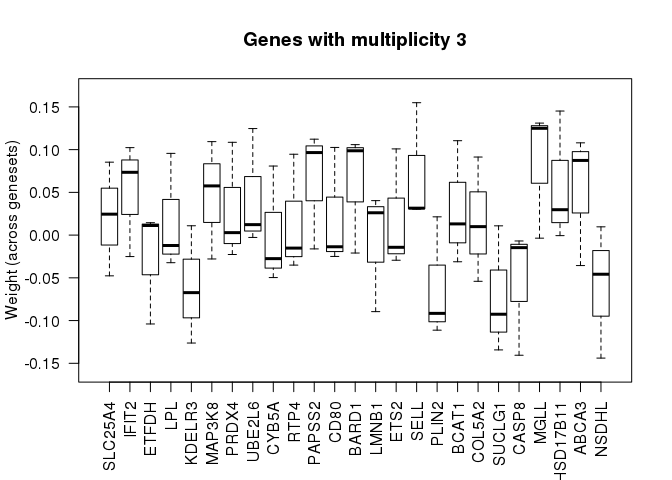 Genes with multiplicity 3
Weight (across genesets)
0.15
0.10
0.05
0.00
-0.05
-0.10
-0.15
SLC25A4
IFIT2
ETFDH
LPL
KDELR3
MAP3K8
PRDX4
UBE2L6
CYB5A
RTP4
PAPSS2
CD80
BARD1
LMNB1
ETS2
SELL
PLIN2
BCAT1
COL5A2
SUCLG1
CASP8
MGLL
HSD17B11
ABCA3
NSDHL